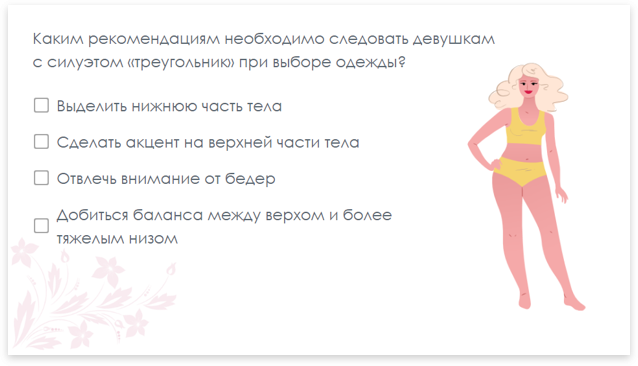 Каким рекомендациям необходимо следовать девушкам
с силуэтом «треугольник» при выборе одежды?
Выделить нижнюю часть тела
Сделать акцент на верхней части тела
Отвлечь внимание от бедер
Добиться баланса между верхом и более
тяжелым низом